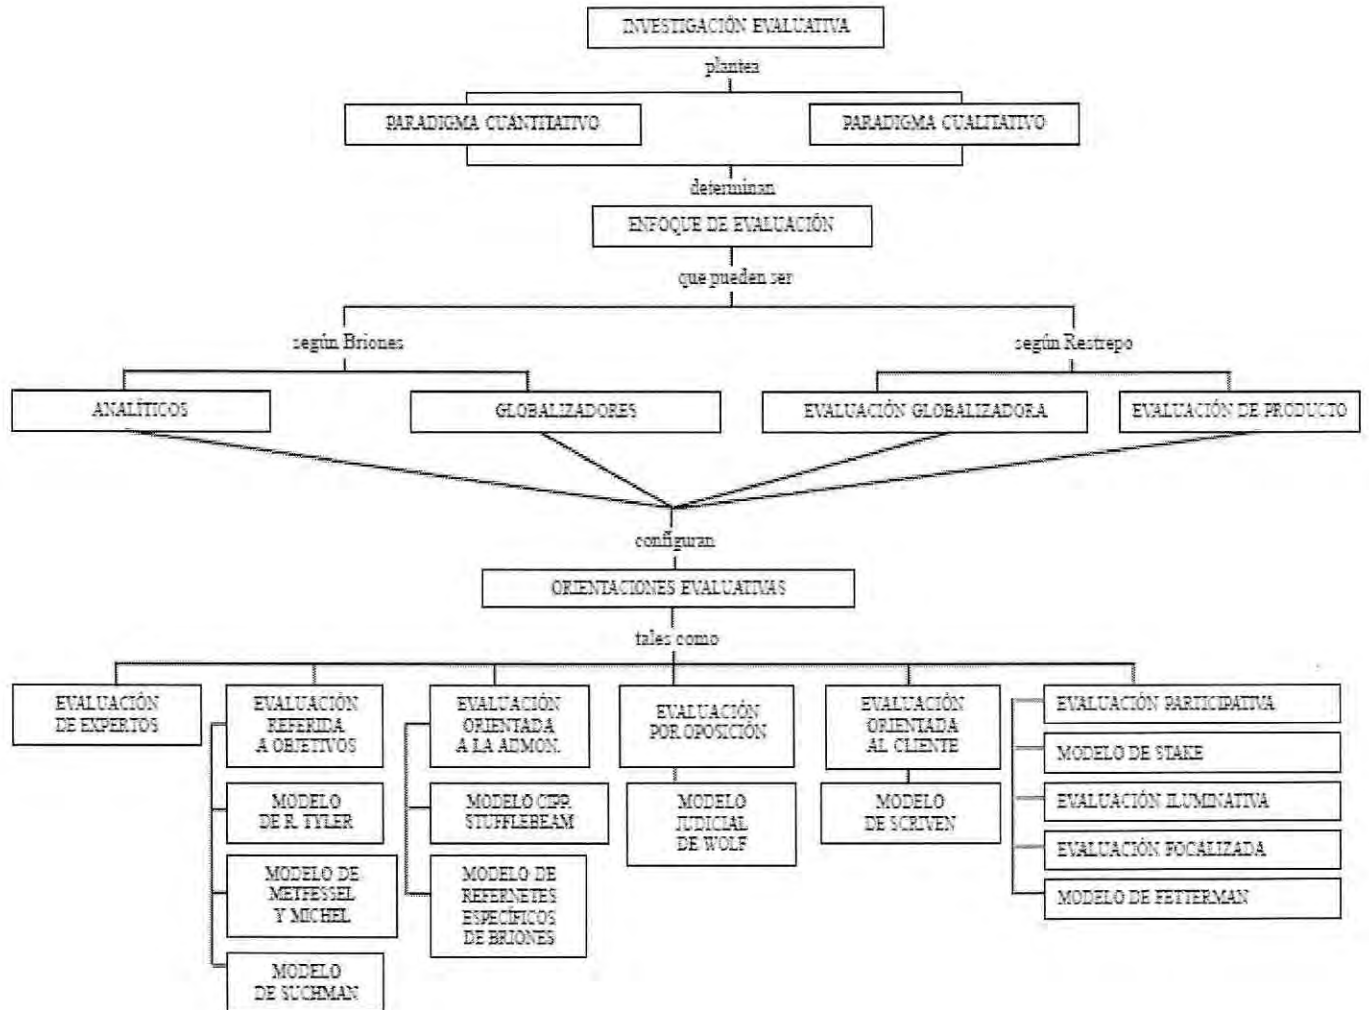 INVESTIGACIÓN EVALUATIVA
plantea
PARADIGMA CUÁNTITATIVO
PARADIGMA CUALITATIVO
determinan
ENFOQUE DE EVALUACIÓN
que pueden ser
según Briones
según Restrepo
ANALÍTICOS
GLOBALIZADORES
EVALUACIÓN GLOBALIZADORA
EVALUACIÓN DE PRODUCTO
configuran
ORIENTACIONES EVALUATIVAS
tales como
EVALUACIÓN
DE EXPERTOS
EVALUACIÓN
REFERIDA
A OBJETIVOS
MODELO
DE R. TYLER
MODELO DE
METFESSEL
Y MICHEL
MODELO
DE SUCHMAN
EVALUACIÓN
ORIENTADA
A LA ADMON.
MODELO CIPP.
STUFFLEBEAM
MODELO DE
REFERNETES
ESPECÍFICOS
DE BRIONES
EVALUACIÓN
POR OPOSICIÓN
MODELO
JUDICIAL
DE WOLF
EVALUACIÓN
ORIENTADA
AL CLIENTE
MODELO
DE SCRIVEN
EVALUACIÓN PARTICIPATIVA
MODELO DE STAKE
EVALUACIÓN ILUMINATIVA
EVALUACIÓN FOCALIZADA
MODELO DE FETTERMAN